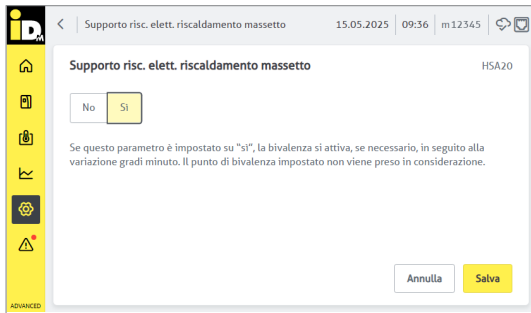 iDM
Supporto risc. elett. riscaldamento massetto 15.05.2025 09:36 m12345
Supporto risc. elett. riscaldamento massetto HSA20
No Sì
Se questo parametro è impostato su "sì", la bivalenza si attiva, se necessario, in seguito alla
variazione gradi minuto. Il punto di bivalenza impostato non viene preso in considerazione.
Annulla Salva
ADVANCED